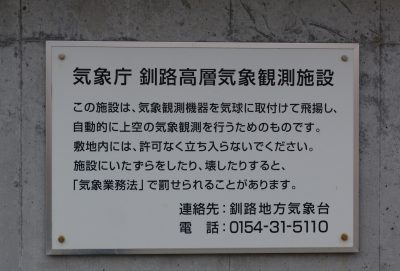 気象庁 釧路高層気象観測施設
この施設は、気象観測機器を気球に取付けて飛揚し、
自動的に上空の気象観測を行うためのものです。
敷地内には、許可なく立ち入らないでください。
施設にいたずらをしたり、壊したりすると、
「気象業務法」で罰せられることがあります。
連絡先：釧路地方気象台
電　話：0154-31-5110